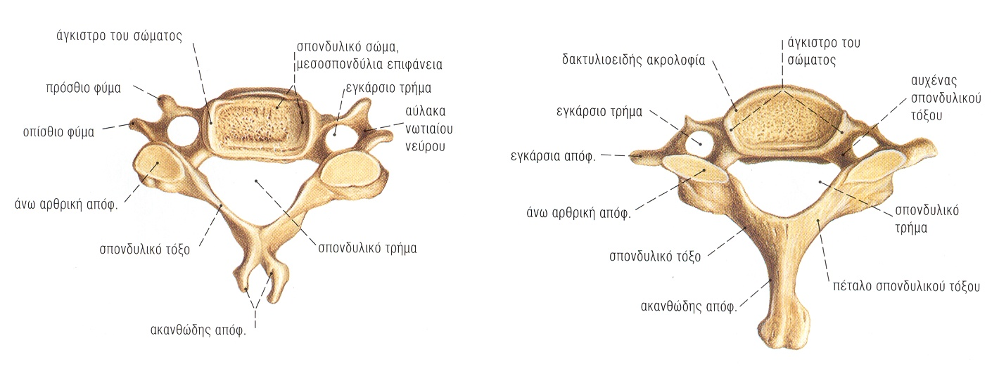 άγκιστρο του σώματος
σπονδυλικό σώμα,
μεσοσπονδύλια επιφάνεια
πρόσθιο φύμα
εγκάρσιο τρήμα
οπίσθιο φύμα
αύλακα
νωτιαίου
νεύρου
άνω αρθρική απόφ.
σπονδυλικό τόξο
σπονδυλικό τρήμα
ακανθώδης απόφ.
άγκιστρο του
σώματος
δακτυλιοειδής ακρολοφία
αυχένας
σπονδυλικού
τόξου
εγκάρσιο τρήμα
εγκάρσια απόφ.
άνω αρθρική απόφ.
σπονδυλικό
τρήμα
σπονδυλικό τόξο
πέταλο σπονδυλικού τόξου
ακανθώδης απόφ.